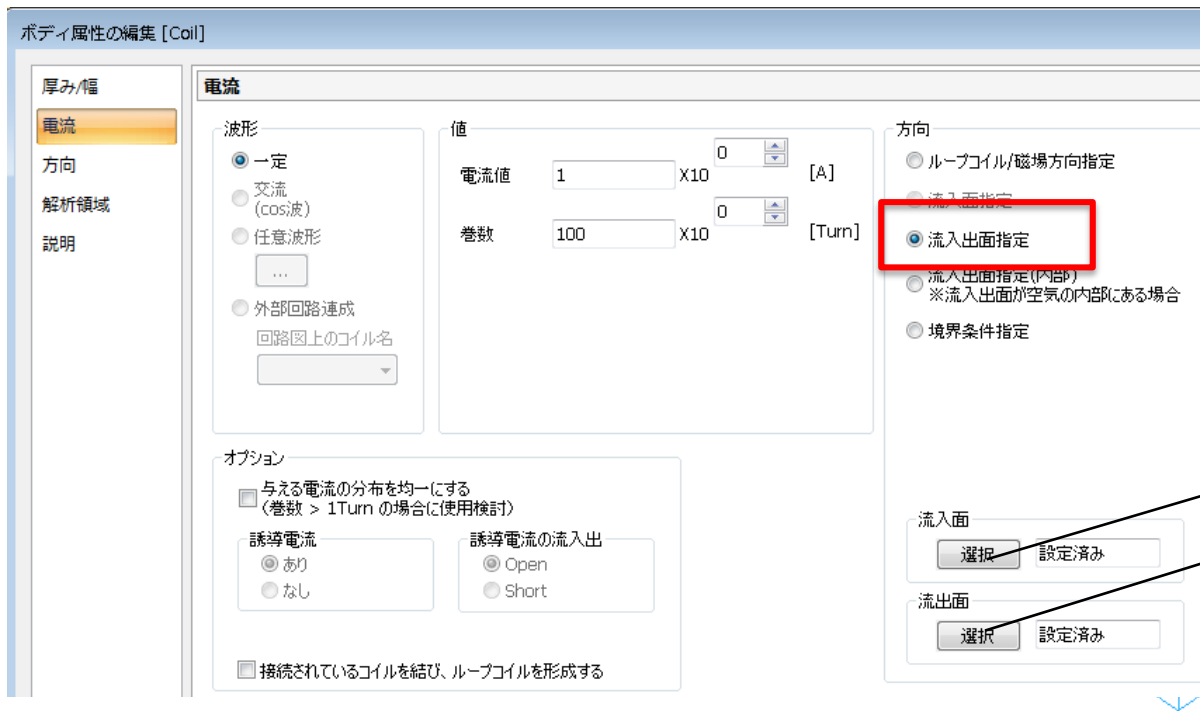 ボディ属性の編集 [Coil]
厚み/幅
電流
方向
解析領域
説明
電流
波形
一定
交流
(cos波)
任意波形
...
外部回路連成
回路図上のコイル名
値
電流値 1 X10 0 [A]
巻数 100 X10 0 [Turn]
方向
ループコイル/磁場方向指定
流入面指定
流入出面指定
流入出面指定(内部)
※流入出面が空気の内部にある場合
境界条件指定
オプション
与える電流の分布を均一にする
(巻数 > 1Turn の場合に使用検討)
誘導電流
あり
なし
誘導電流の流入出
Open
Short
接続されているコイルを結び、ループコイルを形成する
流入面
選択 設定済み
流出面
選択 設定済み